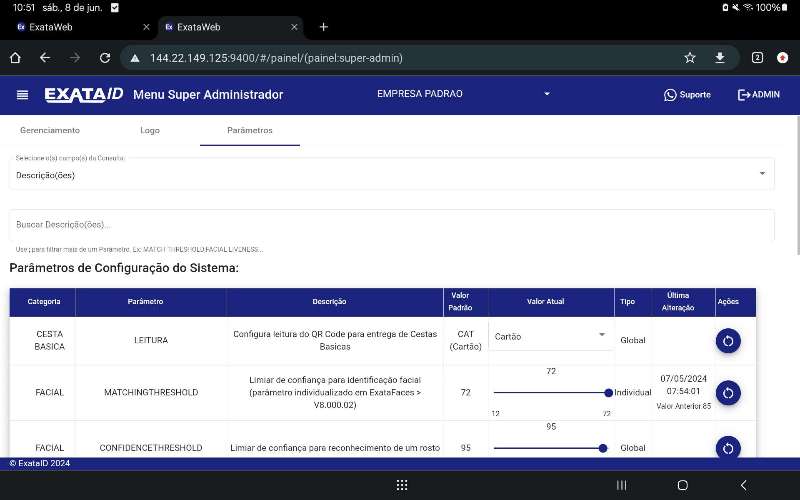 10:51 sáb., 8 de jun.
100%
Ex ExataWeb
Ex ExataWeb
144.22.149.125:9400/#/painel/(painel:super-admin)
2
EXATAID Menu Super Administrador
EMPRESA PADRAO
Suporte
ADMIN
Gerenciamento
Logo
Parâmetros
Selecione o(s) campo(s) da Consulta:
Descrição(ões)
Buscar Descrição(ões)...
Use ; para filtrar mais de um Parâmetro. Ex: MATCH THRESHOLD;FACIAL LIVENESS...
Parâmetros de Configuração do Sistema:
Categoria Parâmetro Descrição Valor Padrão Valor Atual Tipo Última Alteração Ações
CESTA BASICA LEITURA Configura leitura do QR Code para entrega de Cestas Basicas CAT (Cartão) Cartão Global
FACIAL MATCHINGTHRESHOLD Limiar de confiança para identificação facial (parâmetro individualizado em ExataFaces > V8.000.02) 72 72 12 72 Individual 07/05/2024 07:54:01 Valor Anterior:85
FACIAL CONFIDENCETHRESHOLD Limiar de confiança para reconhecimento de um rosto 95 95 Global
© ExataID 2024